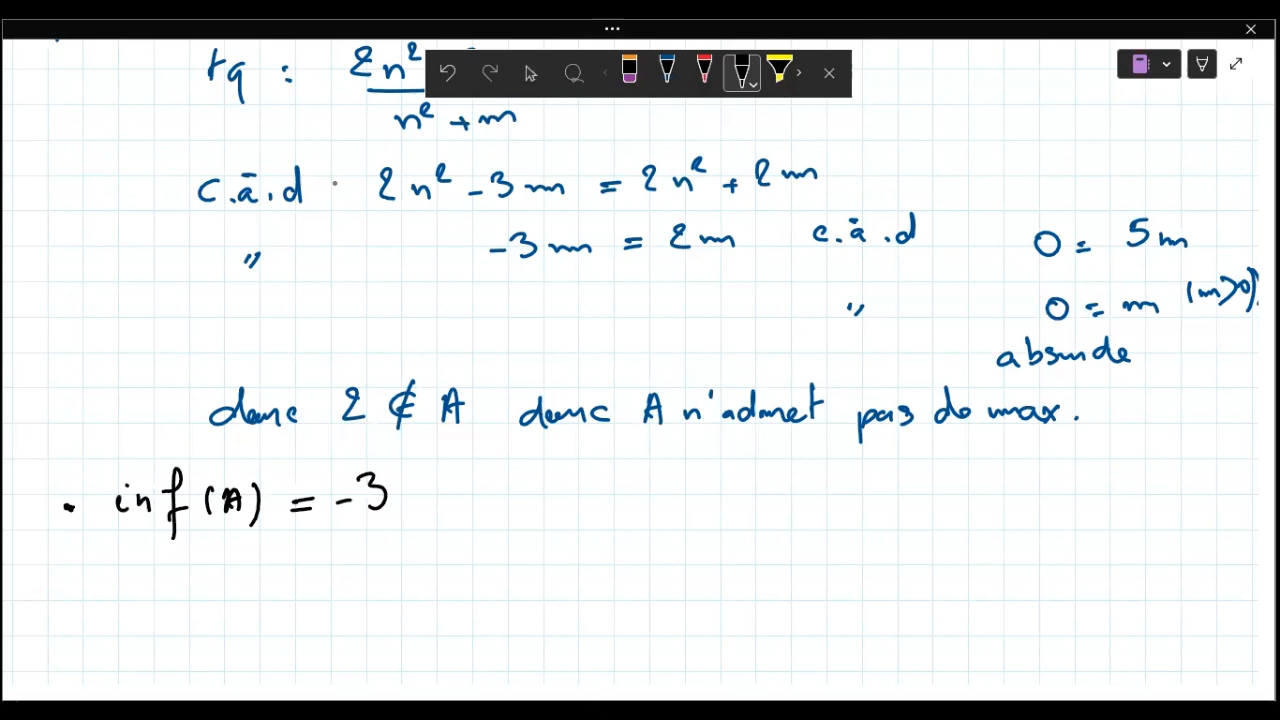 tq : 2n²
n² + m
c.à.d 2n² - 3m = 2n² + 2m
" -3m = 2m c.à.d 0 = 5m
" 0 = m (m>0).
absurde
donc 2 ∉ A donc A n'admet pas de max.
. inf(A) = -3